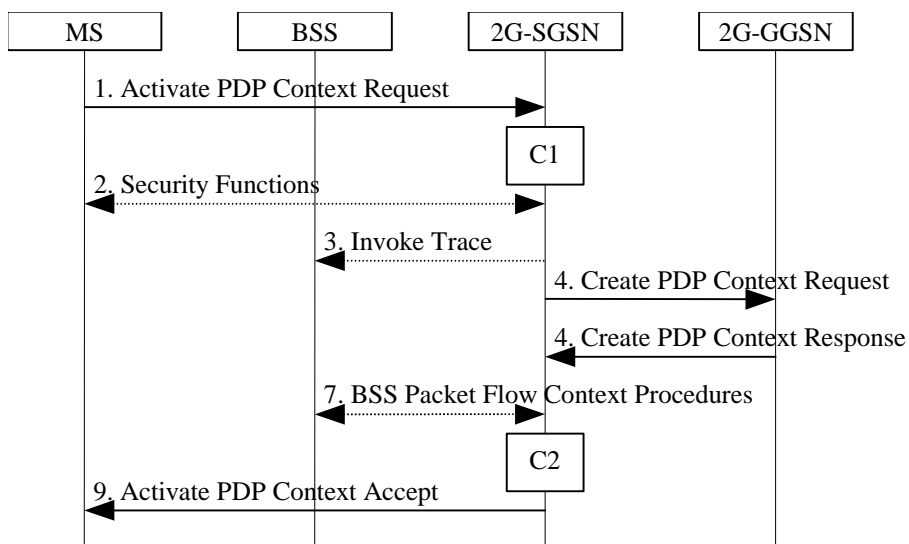 MS BSS 2G-SGSN 2G-GGSN
1. Activate PDP Context Request
C1
2. Security Functions
3. Invoke Trace
4. Create PDP Context Request
4. Create PDP Context Response
7. BSS Packet Flow Context Procedures
C2
9. Activate PDP Context Accept